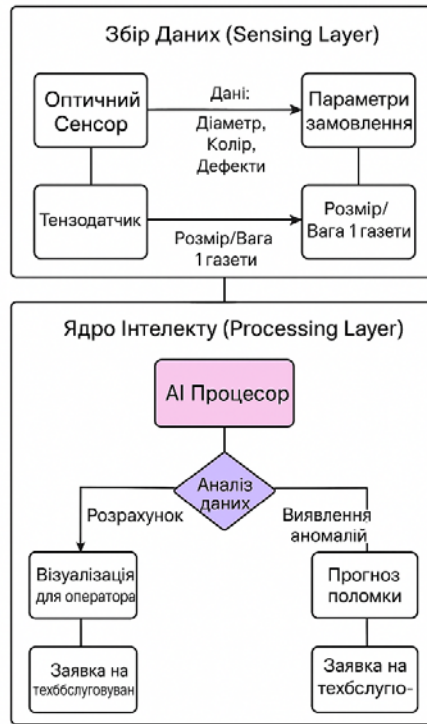 Збір Даних (Sensing Layer)
Оптичний
Сенсор
Дані:
Діаметр,
Колір,
Дефекти
Параметри
замовлення
Тензодатчик
Розмір/Вага
1 газети
Розмір/
Вага 1 газети
Ядро Інтелекту (Processing Layer)
AI Процесор
Аналіз
даних
Розрахунок
Виявлення
аномалій
Візуалізація
для оператора
Прогноз
поломки
Заявка на
техббслуговуван
Заявка на
техбслугію-